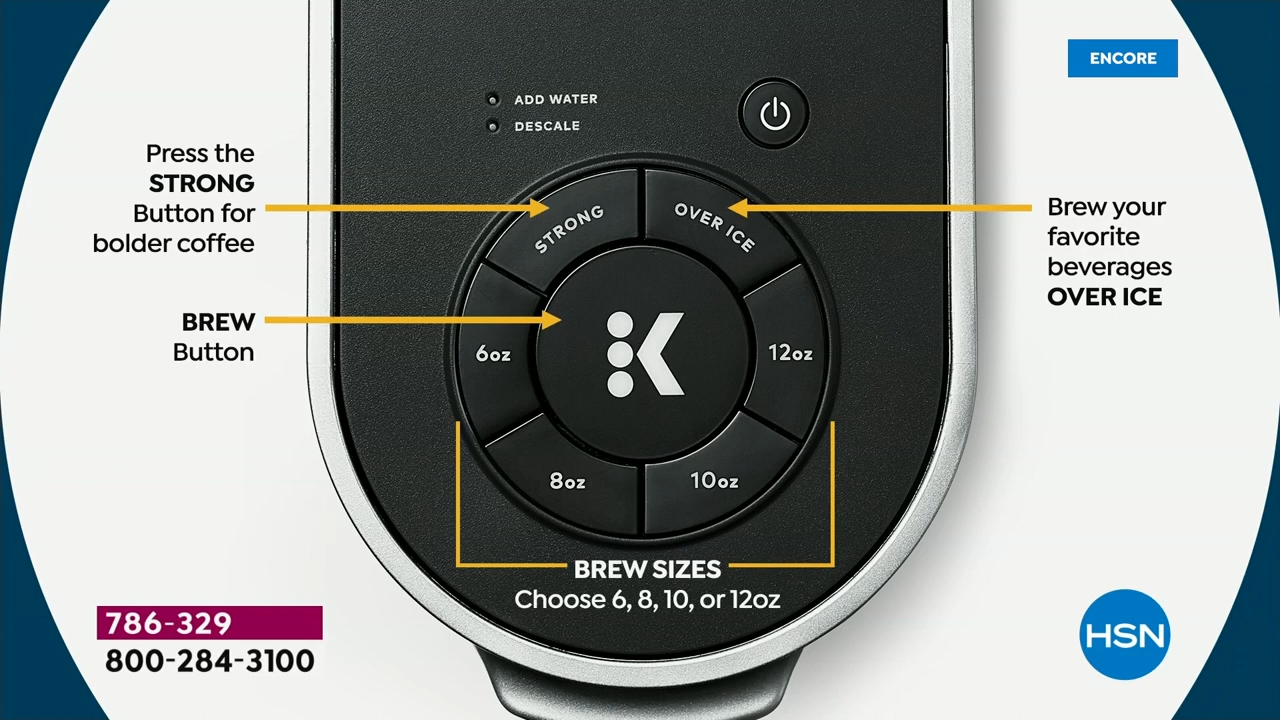 ENCORE
ADD WATER
DESCALE
Press the
STRONG
Button for
bolder coffee
BREW
Button
STRONG
OVER ICE
6oz
K
12oz
8oz
10oz
Brew your
favorite
beverages
OVER ICE
BREW SIZES
Choose 6, 8, 10, or 12oz
786-329
800-284-3100
HSN